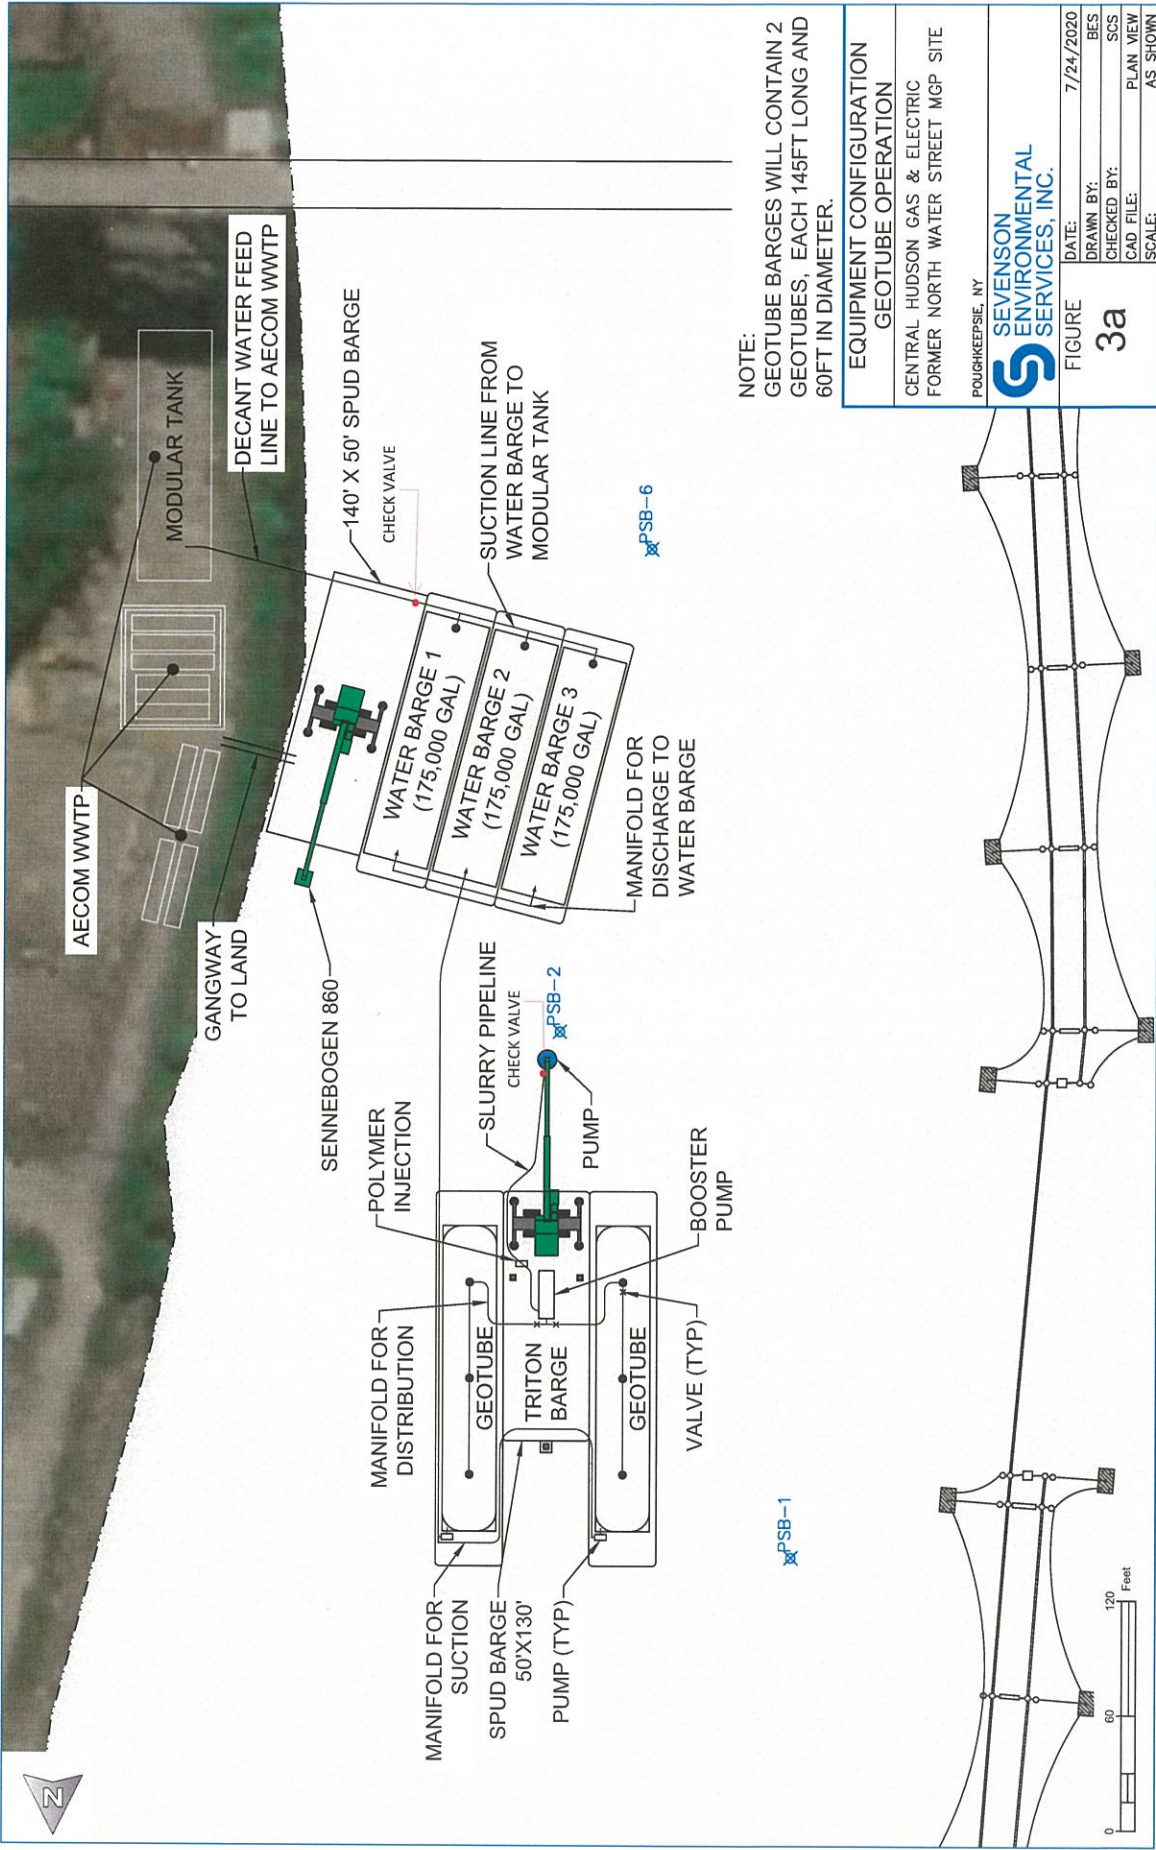 N
AECOM WWTP
MODULAR TANK
DECANT WATER FEED
LINE TO AECOM WWTP
GANGWAY
TO LAND
140' X 50' SPUD BARGE
CHECK VALVE
SENNEBOGEN 860
SUCTION LINE FROM
WATER BARGE TO
MODULAR TANK
WATER BARGE 1
(175,000 GAL)
WATER BARGE 2
(175,000 GAL)
WATER BARGE 3
(175,000 GAL)
MANIFOLD FOR
DISCHARGE TO
WATER BARGE
PSB-6
MANIFOLD FOR
DISTRIBUTION
POLYMER
INJECTION
SLURRY PIPELINE
CHECK VALVE
PSB-2
PUMP
GEOTUBE
TRITON
BARGE
GEOTUBE
MANIFOLD FOR
SUCTION
SPUD BARGE
50'X130'
PUMP (TYP)
VALVE (TYP)
BOOSTER
PUMP
PSB-1
0
60
120
Feet
NOTE:
GEOTUBE BARGES WILL CONTAIN 2
GEOTUBES, EACH 145FT LONG AND
60FT IN DIAMETER.
EQUIPMENT CONFIGURATION
GEOTUBE OPERATION
CENTRAL HUDSON GAS & ELECTRIC
FORMER NORTH WATER STREET MGP SITE
POUGHKEEPSIE, NY
SEVENSON
ENVIRONMENTAL
SERVICES, INC.
FIGURE
3a
DATE: 7/24/2020
DRAWN BY: BES
CHECKED BY: SCS
CAD FILE: PLAN VIEW
SCALE: AS SHOWN